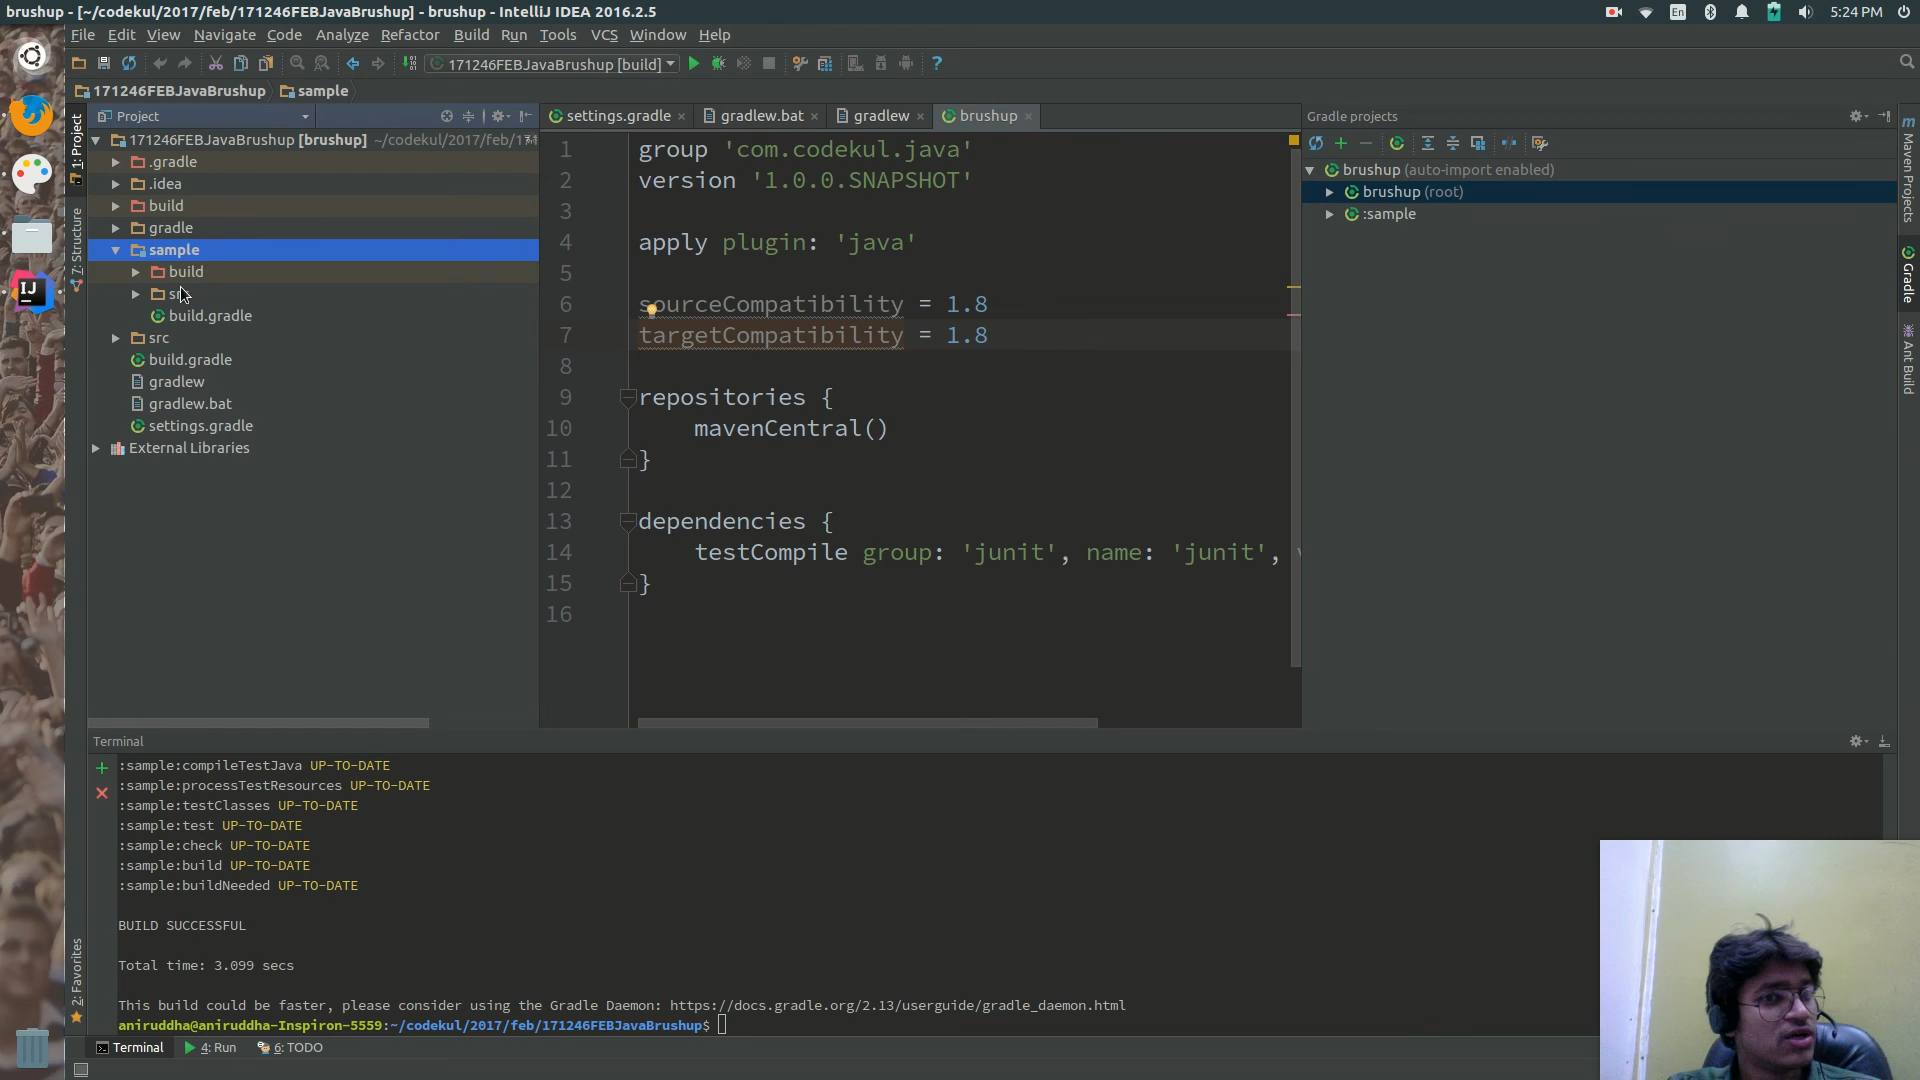 brushup - [~/codekul/2017/feb/171246FEBJavaBrushup] - brushup - IntelliJ IDEA 2016.2.5
En
5:24 PM
File Edit View Navigate Code Analyze Refactor Build Run Tools VCS Window Help
171246FEBJavaBrushup [build]
171246FEBJavaBrushup
sample
1: Project
7: Structure
2: Favorites
Project
171246FEBJavaBrushup [brushup] ~/codekul/2017/feb/
.gradle
.idea
build
gradle
sample
build
src
build.gradle
src
build.gradle
gradlew
gradlew.bat
settings.gradle
External Libraries
settings.gradle
gradlew.bat
gradlew
brushup
1 group 'com.codekul.java'
2 version '1.0.0.SNAPSHOT'
3
4 apply plugin: 'java'
5
6 sourceCompatibility = 1.8
7 targetCompatibility = 1.8
8
9 repositories {
10 mavenCentral()
11 }
12
13 dependencies {
14 testCompile group: 'junit', name: 'junit',
15 }
16
Gradle projects
brushup (auto-import enabled)
brushup (root)
:sample
Maven Projects
Gradle
Ant Build
Terminal
:sample:compileTestJava UP-TO-DATE
:sample:processTestResources UP-TO-DATE
:sample:testClasses UP-TO-DATE
:sample:test UP-TO-DATE
:sample:check UP-TO-DATE
:sample:build UP-TO-DATE
:sample:buildNeeded UP-TO-DATE
BUILD SUCCESSFUL
Total time: 3.099 secs
This build could be faster, please consider using the Gradle Daemon: https://docs.gradle.org/2.13/userguide/gradle_daemon.html
aniruddha@aniruddha-Inspiron-5559:~/codekul/2017/feb/171246FEBJavaBrushup$
Terminal
4: Run
6: TODO